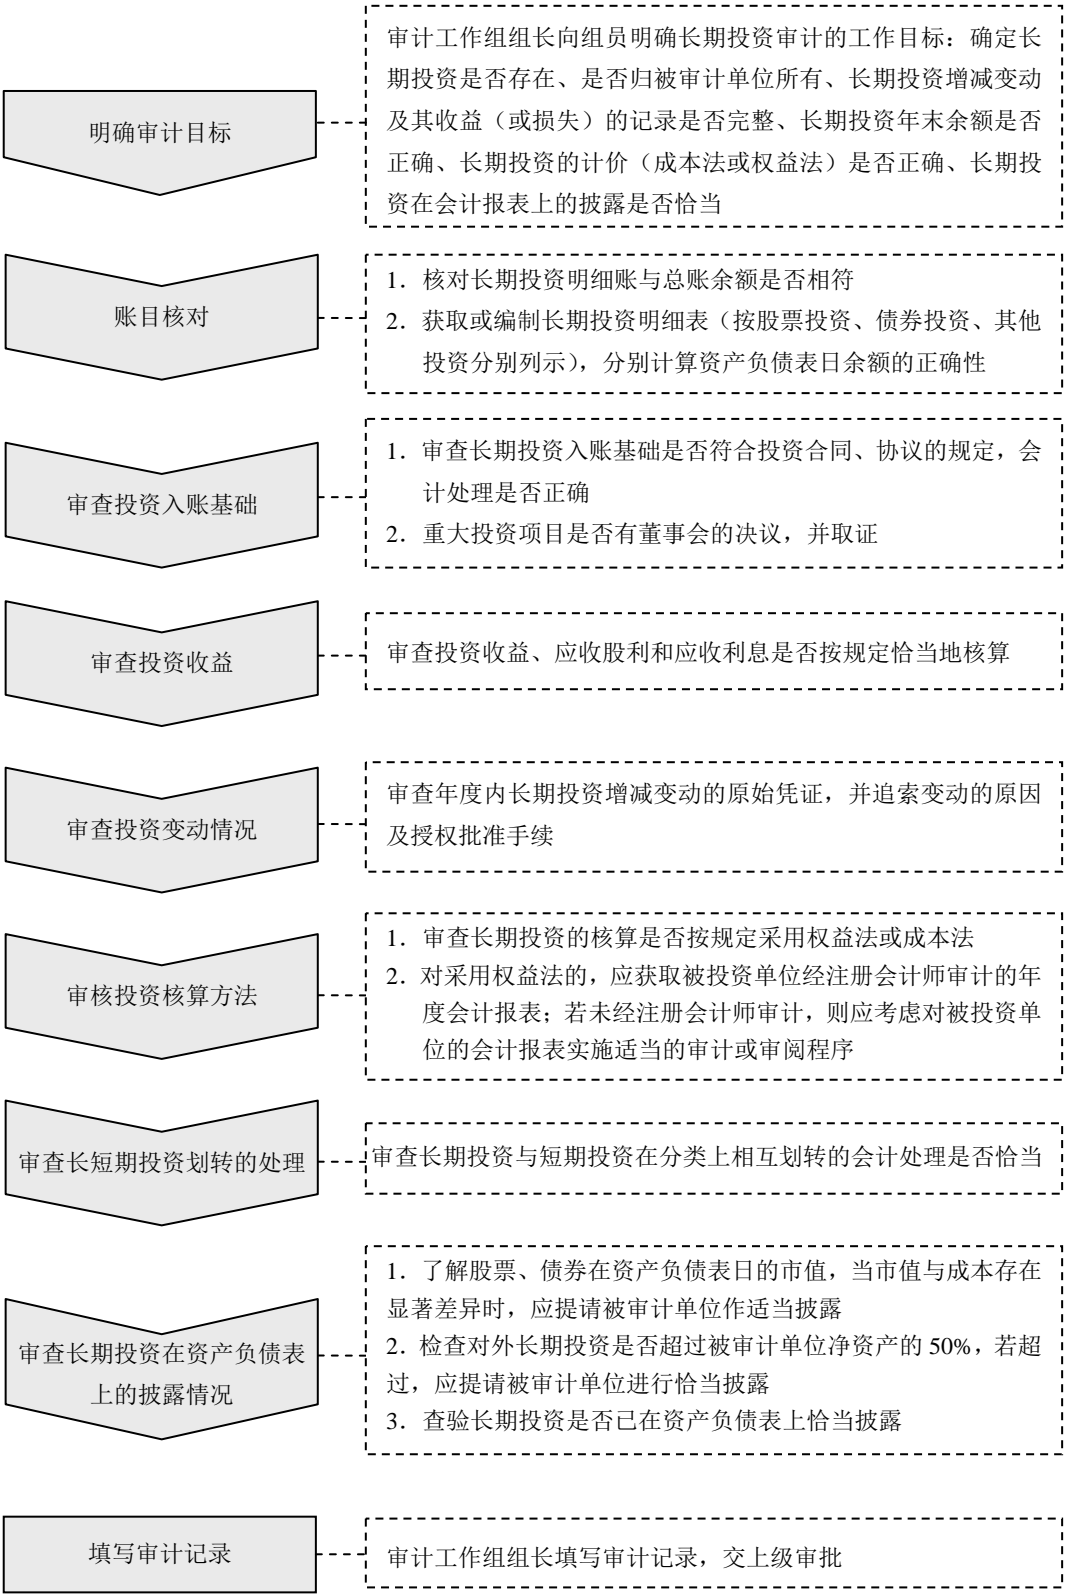 明确审计目标
审计工作组组长向组员明确长期投资审计的工作目标：确定长
期投资是否存在、是否归被审计单位所有、长期投资增减变动
及其收益（或损失）的记录是否完整、长期投资年末余额是否
正确、长期投资的计价（成本法或权益法）是否正确、长期投
资在会计报表上的披露是否恰当
账目核对
1．核对长期投资明细账与总账余额是否相符
2．获取或编制长期投资明细表（按股票投资、债券投资、其他
投资分别列示），分别计算资产负债表日余额的正确性
审查投资入账基础
1．审查长期投资入账基础是否符合投资合同、协议的规定，会
计处理是否正确
2．重大投资项目是否有董事会的决议，并取证
审查投资收益
审查投资收益、应收股利和应收利息是否按规定恰当地核算
审查投资变动情况
审查年度内长期投资增减变动的原始凭证，并追索变动的原因
及授权批准手续
审核投资核算方法
1．审查长期投资的核算是否按规定采用权益法或成本法
2．对采用权益法的，应获取被投资单位经注册会计师审计的年
度会计报表；若未经注册会计师审计，则应考虑对被投资单
位的会计报表实施适当的审计或审阅程序
审查长短期投资划转的处理
审查长期投资与短期投资在分类上相互划转的会计处理是否恰当
审查长期投资在资产负债表
上的披露情况
1．了解股票、债券在资产负债表日的市值，当市值与成本存在
显著差异时，应提请被审计单位作适当披露
2．检查对外长期投资是否超过被审计单位净资产的 50%，若超
过，应提请被审计单位进行恰当披露
3．查验长期投资是否已在资产负债表上恰当披露
填写审计记录
审计工作组组长填写审计记录，交上级审批